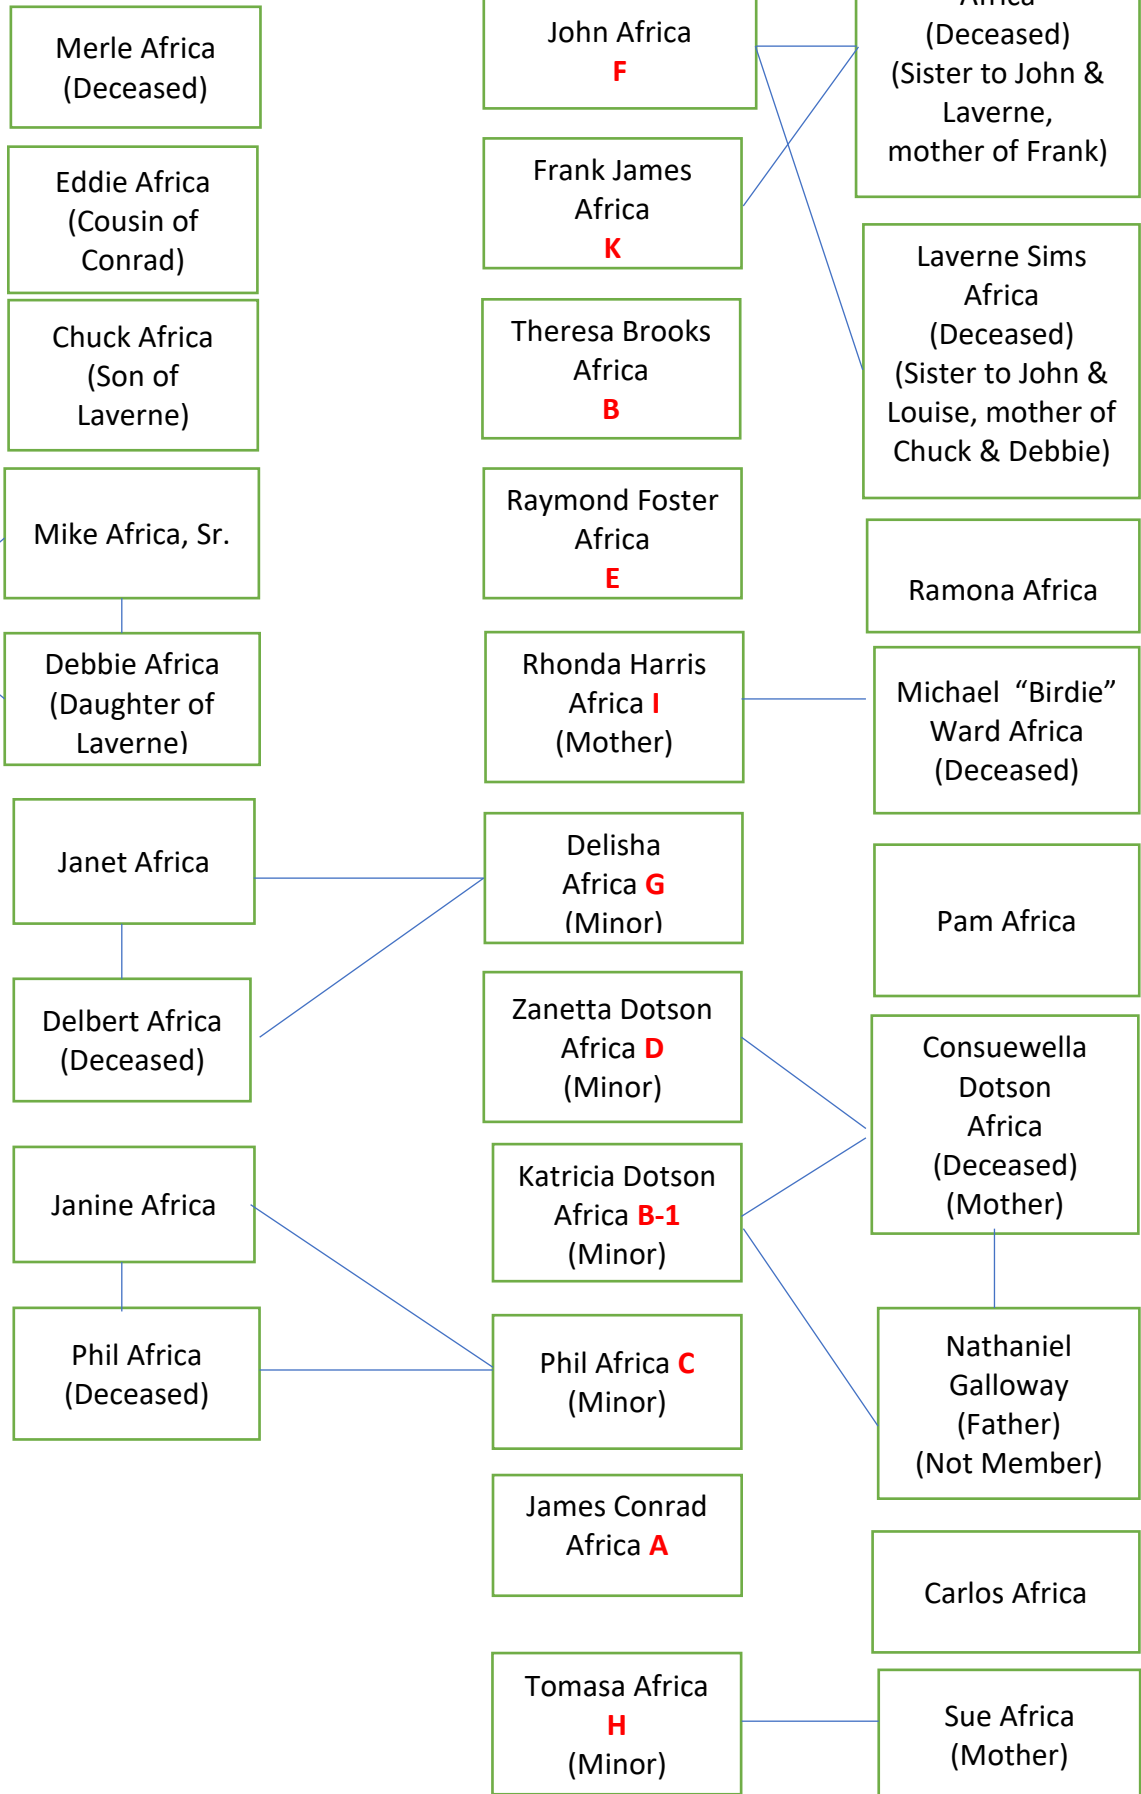 Merle Africa
(Deceased)
Eddie Africa
(Cousin of
Conrad)
Chuck Africa
(Son of
Laverne)
Mike Africa, Sr.
Debbie Africa
(Daughter of
Laverne)
Janet Africa
Delbert Africa
(Deceased)
Janine Africa
Phil Africa
(Deceased)
John Africa
F
Frank James
Africa
K
Theresa Brooks
Africa
B
Raymond Foster
Africa
E
Rhonda Harris
Africa I
(Mother)
Delisha
Africa G
(Minor)
Zanetta Dotson
Africa D
(Minor)
Katricia Dotson
Africa B-1
(Minor)
Phil Africa C
(Minor)
James Conrad
Africa A
Tomasa Africa
H
(Minor)
Africa
(Deceased)
(Sister to John &
Laverne,
mother of Frank)
Laverne Sims
Africa
(Deceased)
(Sister to John &
Louise, mother of
Chuck & Debbie)
Ramona Africa
Michael “Birdie”
Ward Africa
(Deceased)
Pam Africa
Consuewella
Dotson
Africa
(Deceased)
(Mother)
Nathaniel
Galloway
(Father)
(Not Member)
Carlos Africa
Sue Africa
(Mother)